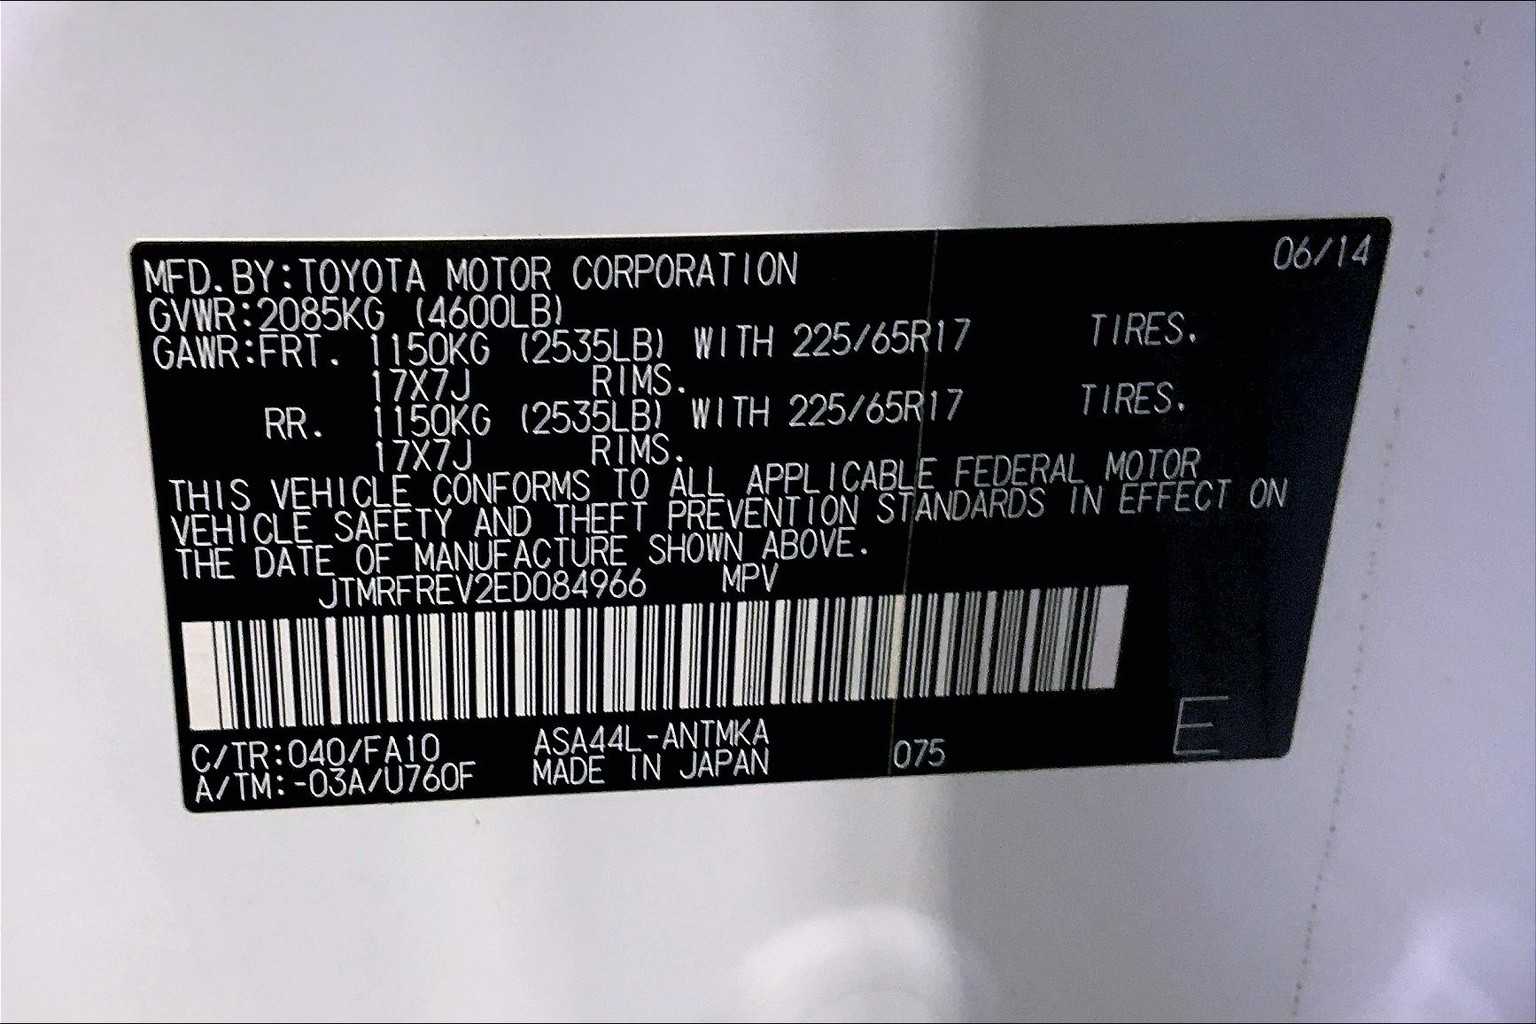 06/14
MFD.BY:TOYOTA MOTOR CORPORATION
GVWR:2085KG (4600LB)
GAWR:FRT. 1150KG (2535LB) WITH 225/65R17 TIRES.
17X7J RIMS.
RR. 1150KG (2535LB) WITH 225/65R17 TIRES.
17X7J RIMS.
THIS VEHICLE CONFORMS TO ALL APPLICABLE FEDERAL MOTOR
VEHICLE SAFETY AND THEFT PREVENTION STANDARDS IN EFFECT ON
THE DATE OF MANUFACTURE SHOWN ABOVE.
JTMRFREV2ED084966 MPV
C/TR:040/FA10 ASA44L-ANTMKA
A/TM:-03A/U760F MADE IN JAPAN 075 E